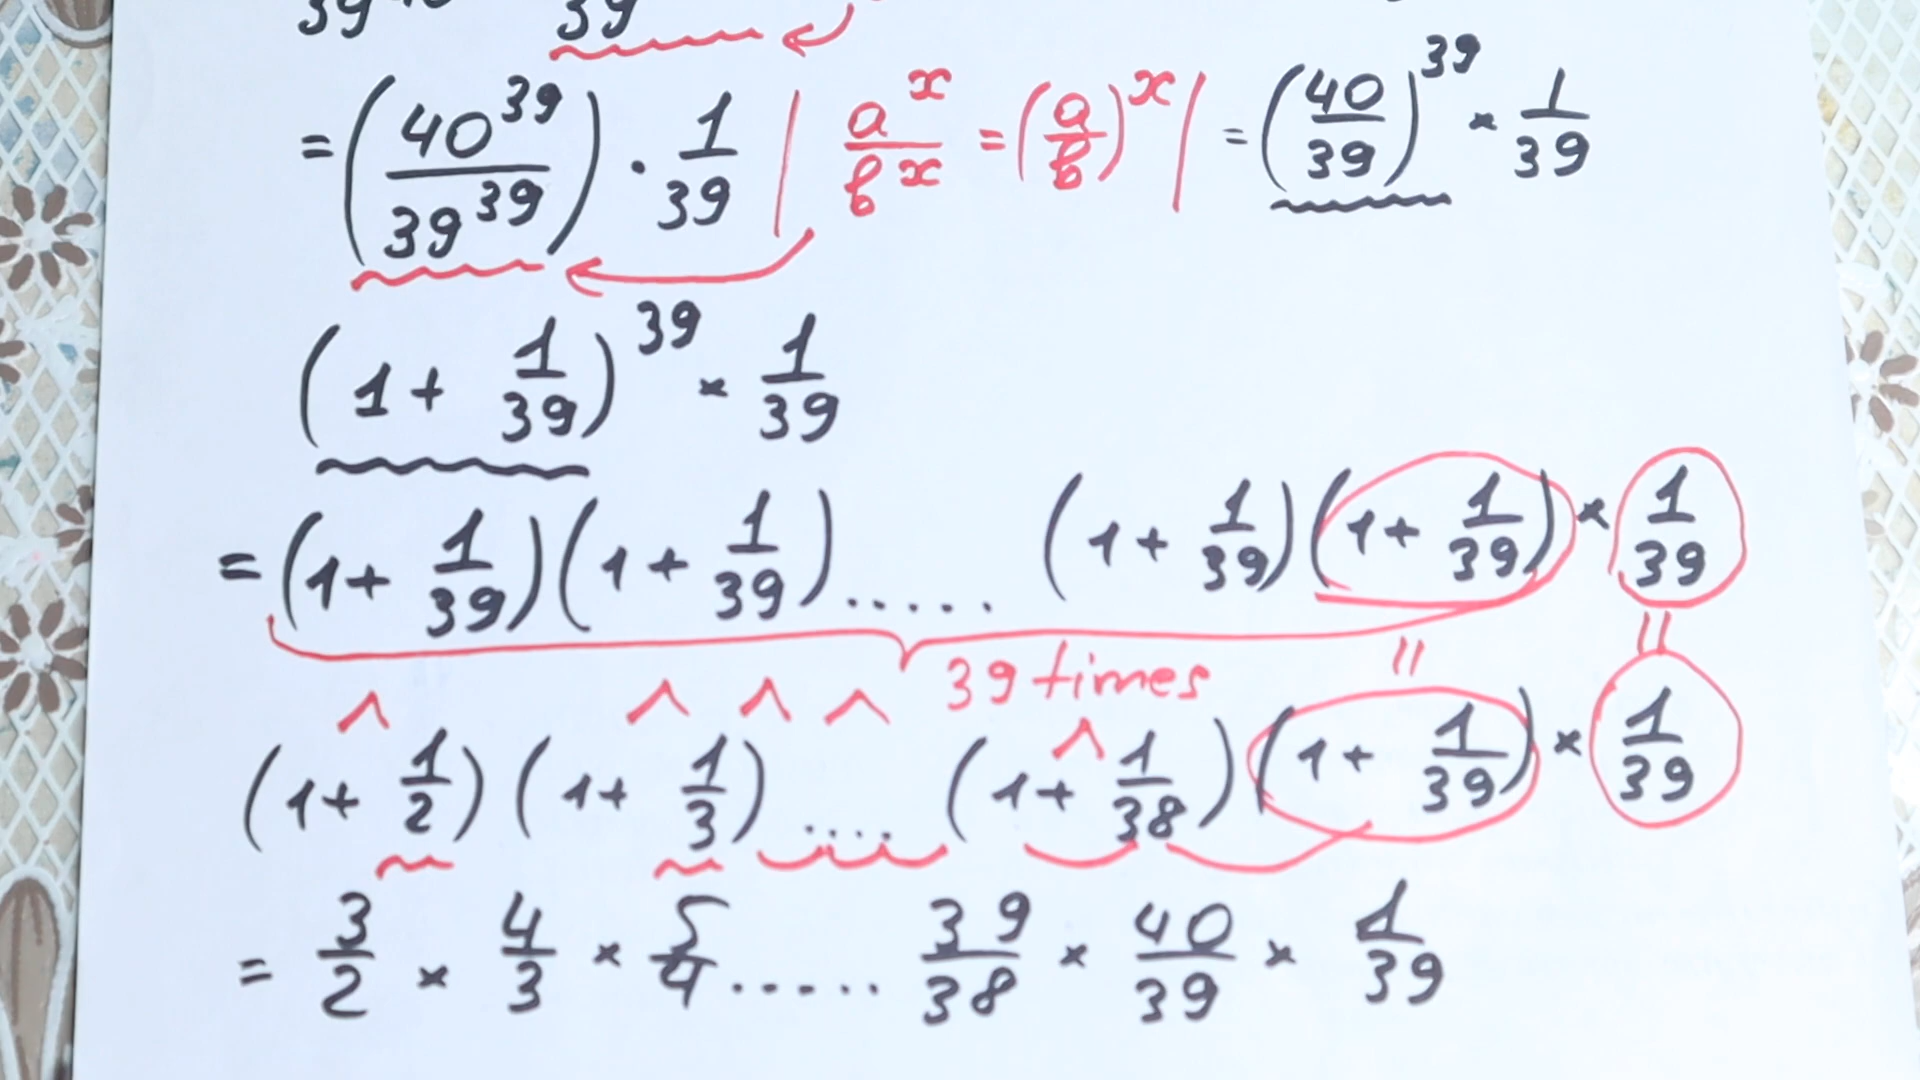 = (40^39 / 39^39) · 1/39 | a^x / b^x = (a/b)^x | = (40/39)^39 × 1/39
(1 + 1/39)^39 × 1/39
= (1 + 1/39)(1 + 1/39) ..... (1 + 1/39)(1 + 1/39) × 1/39
39 times
(1 + 1/2)(1 + 1/3) .... (1 + 1/38)(1 + 1/39) × 1/39
= 3/2 × 4/3 × 5/4 ..... 39/38 × 40/39 × 1/39